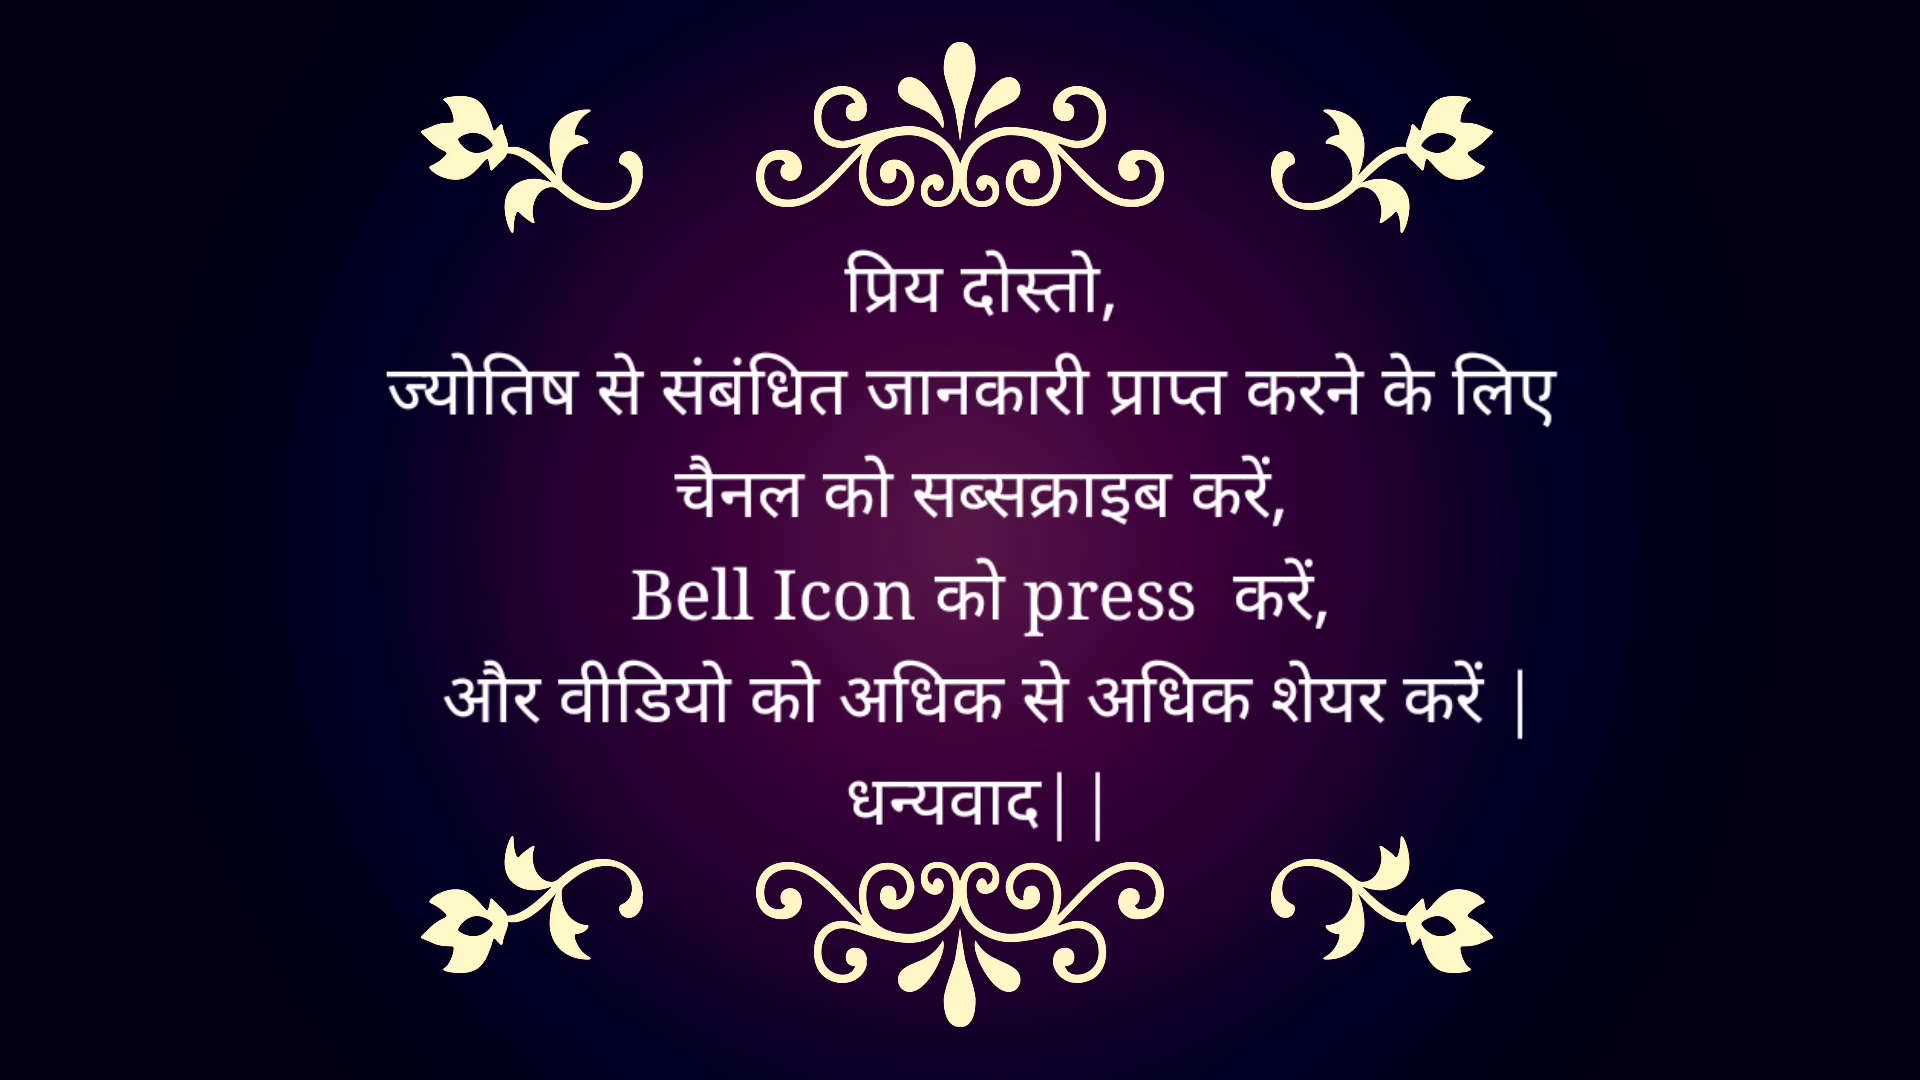 प्रिय दोस्तो,
ज्योतिष से संबंधित जानकारी प्राप्त करने के लिए
चैनल को सब्सक्राइब करें,
Bell Icon को press  करें,
और वीडियो को अधिक से अधिक शेयर करें |
धन्यवाद||